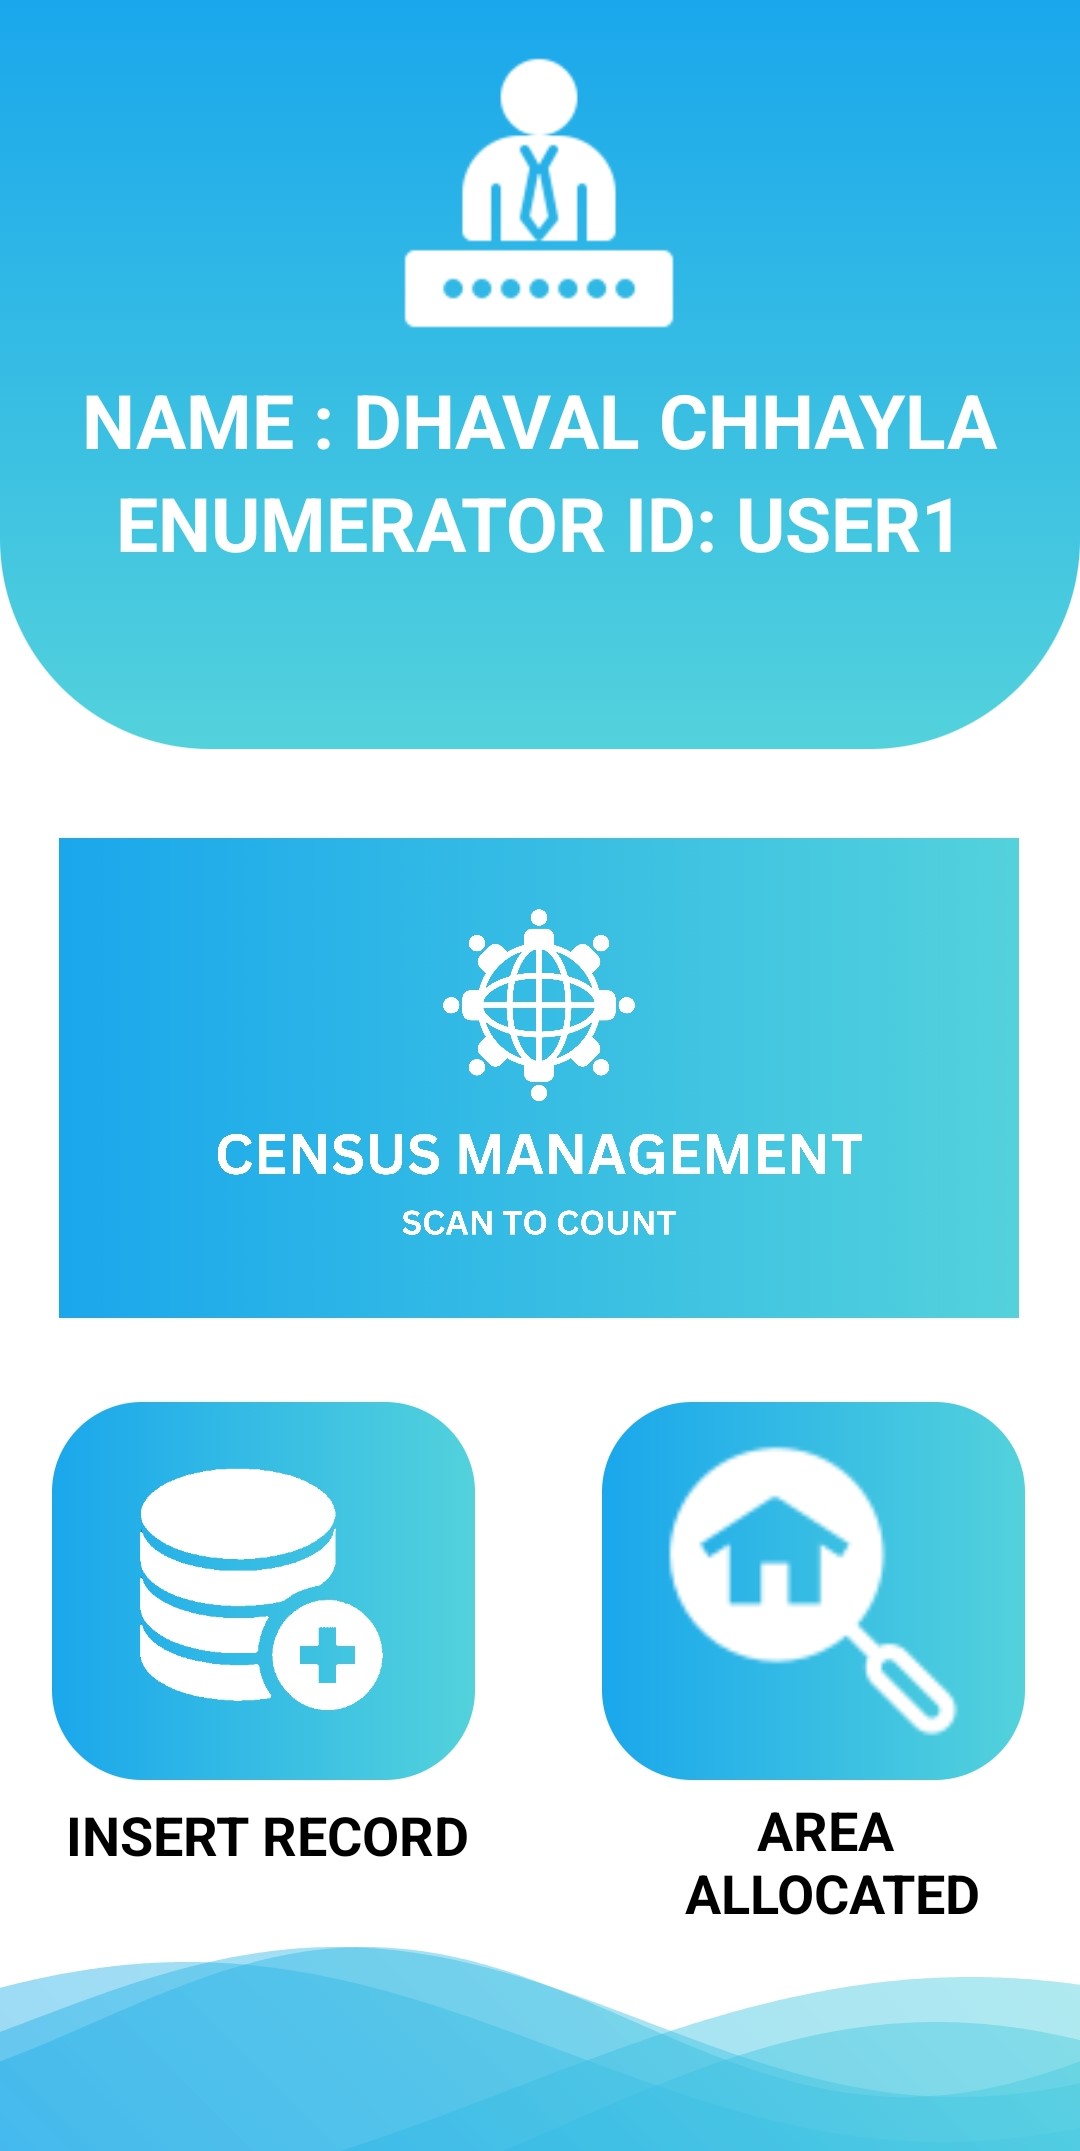 NAME : DHAVAL CHHAYLA
ENUMERATOR ID: USER1
CENSUS MANAGEMENT
SCAN TO COUNT
INSERT RECORD
AREA
ALLOCATED